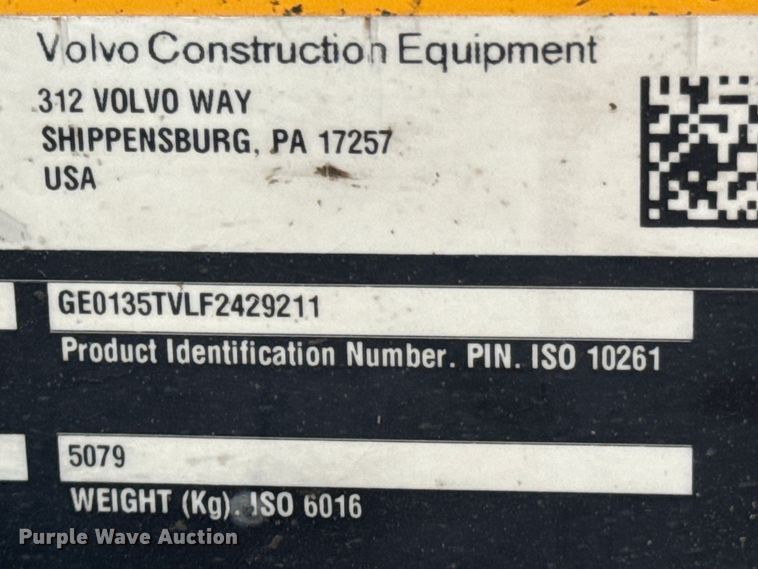 Volvo Construction Equipment
312 VOLVO WAY
SHIPPENSBURG, PA 17257
USA
GE0135TVLF2429211
Product Identification Number. PIN. ISO 10261
5079
WEIGHT (Kg). ISO 6016
Purple Wave Auction